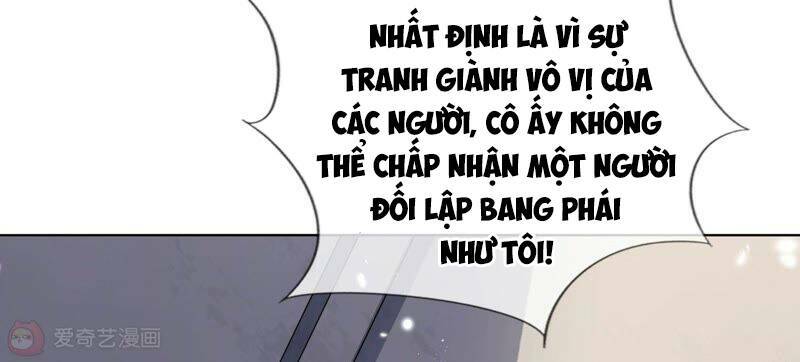 NHẤT ĐỊNH LÀ VÌ SỰ
TRANH GIÀNH VÔ VỊ CỦA
CÁC NGƯỜI, CÔ ẤY KHÔNG
THỂ CHẤP NHẬN MỘT NGƯỜI
ĐỐI LẬP BANG PHÁI
NHƯ TÔI!
爱奇艺漫画